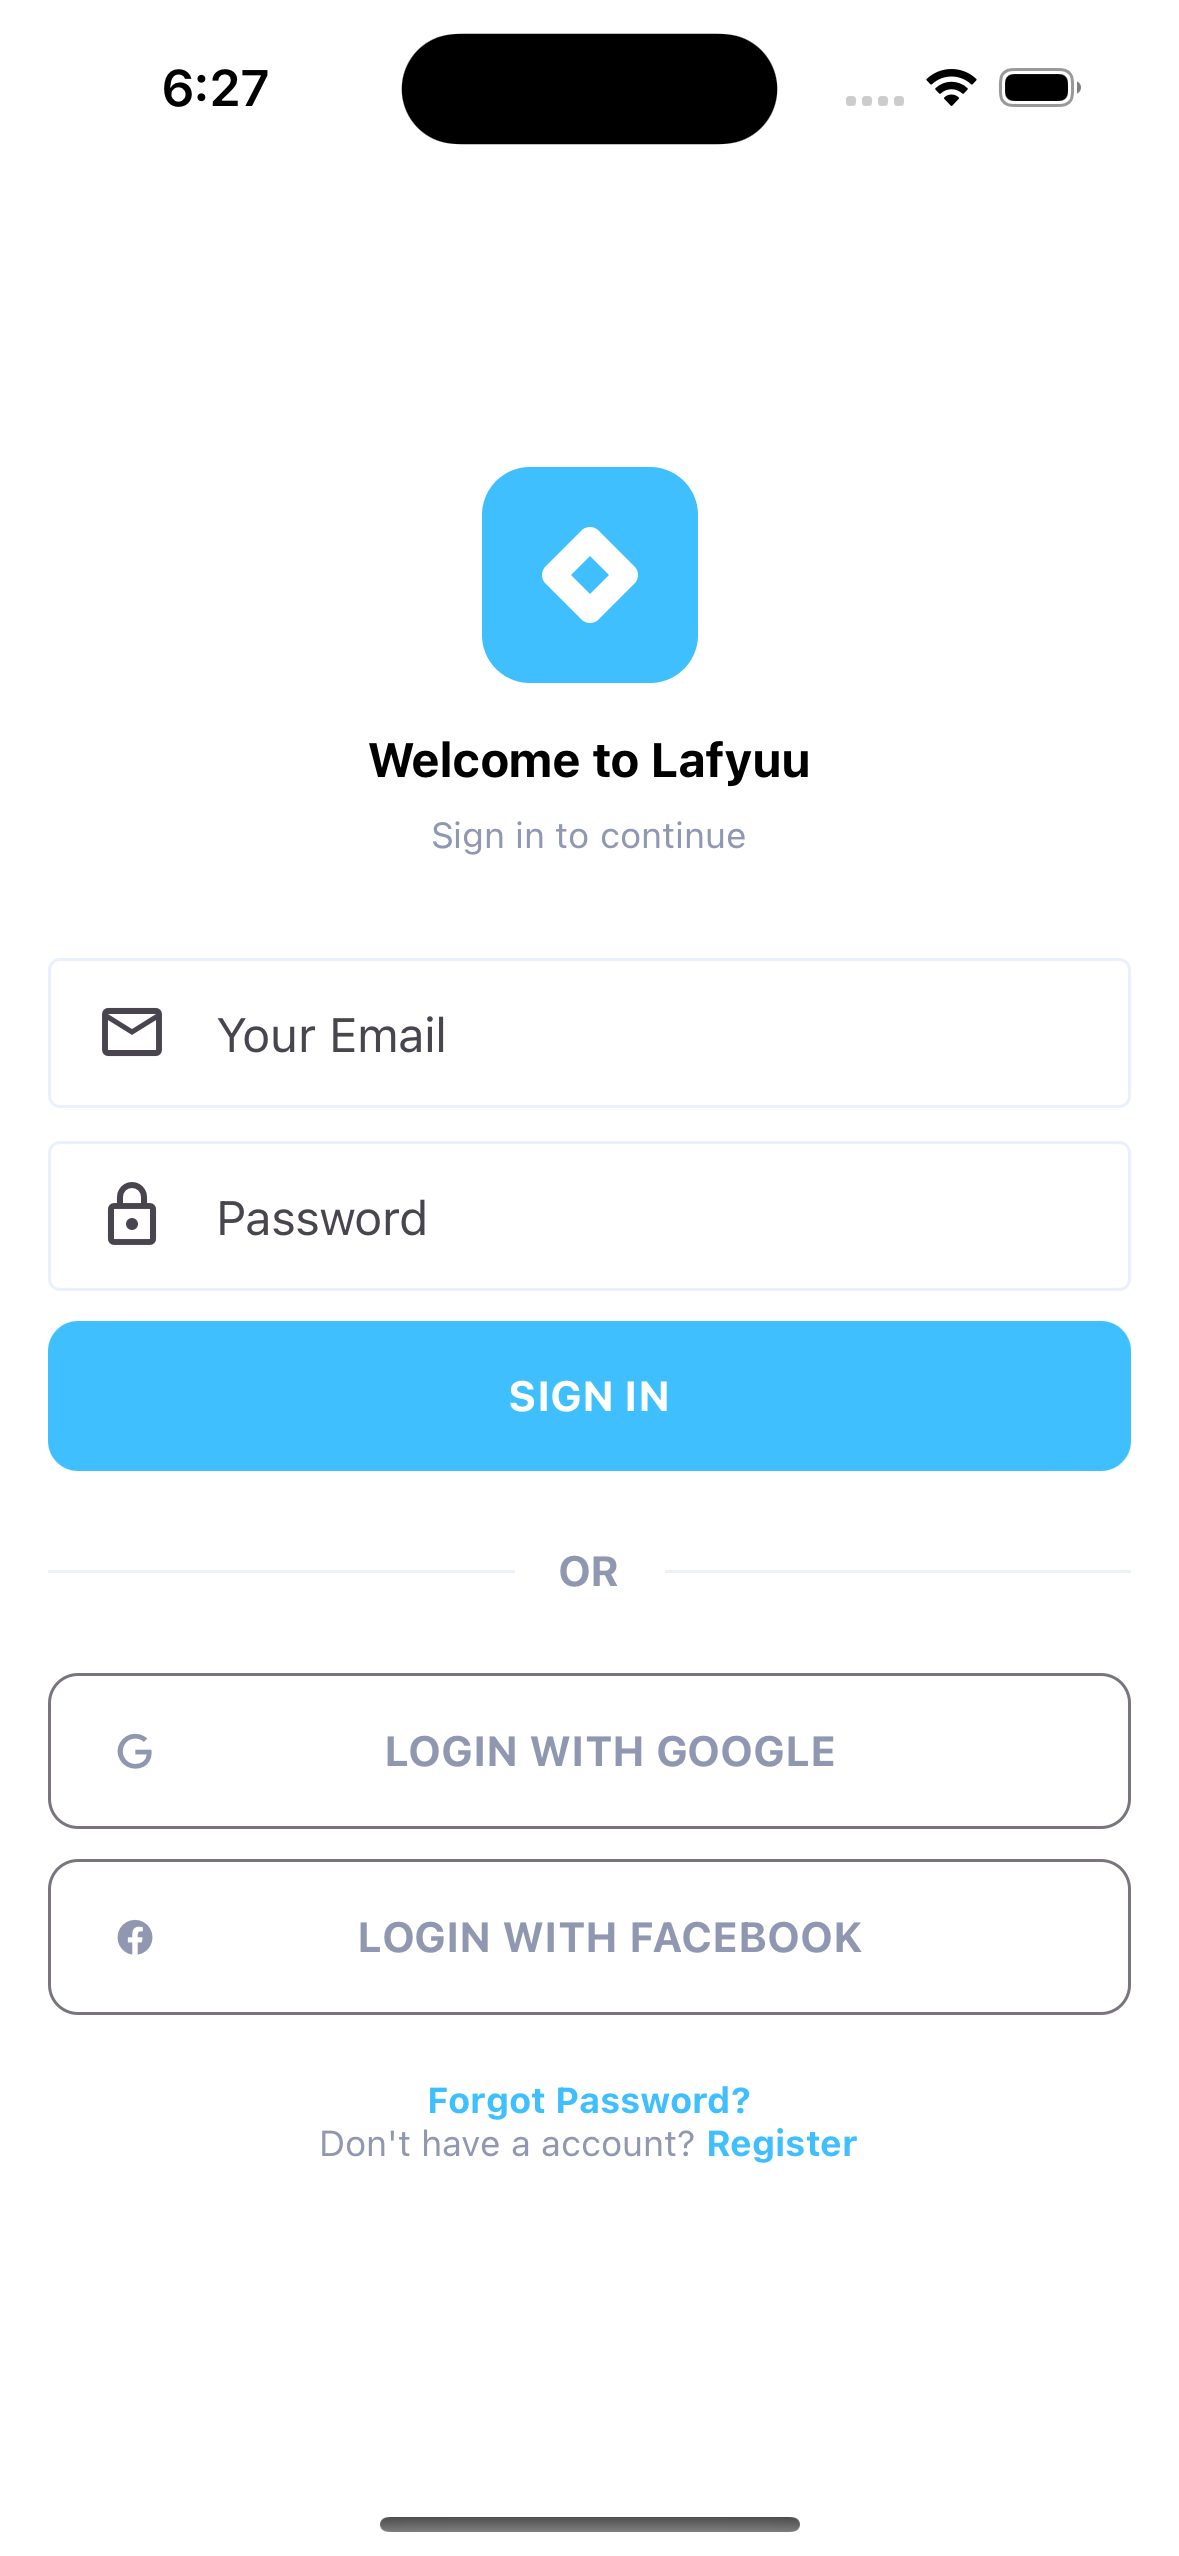 6:27
Welcome to Lafyuu
Sign in to continue
Your Email
Password
SIGN IN
OR
LOGIN WITH GOOGLE
LOGIN WITH FACEBOOK
Forgot Password?
Don't have a account? Register